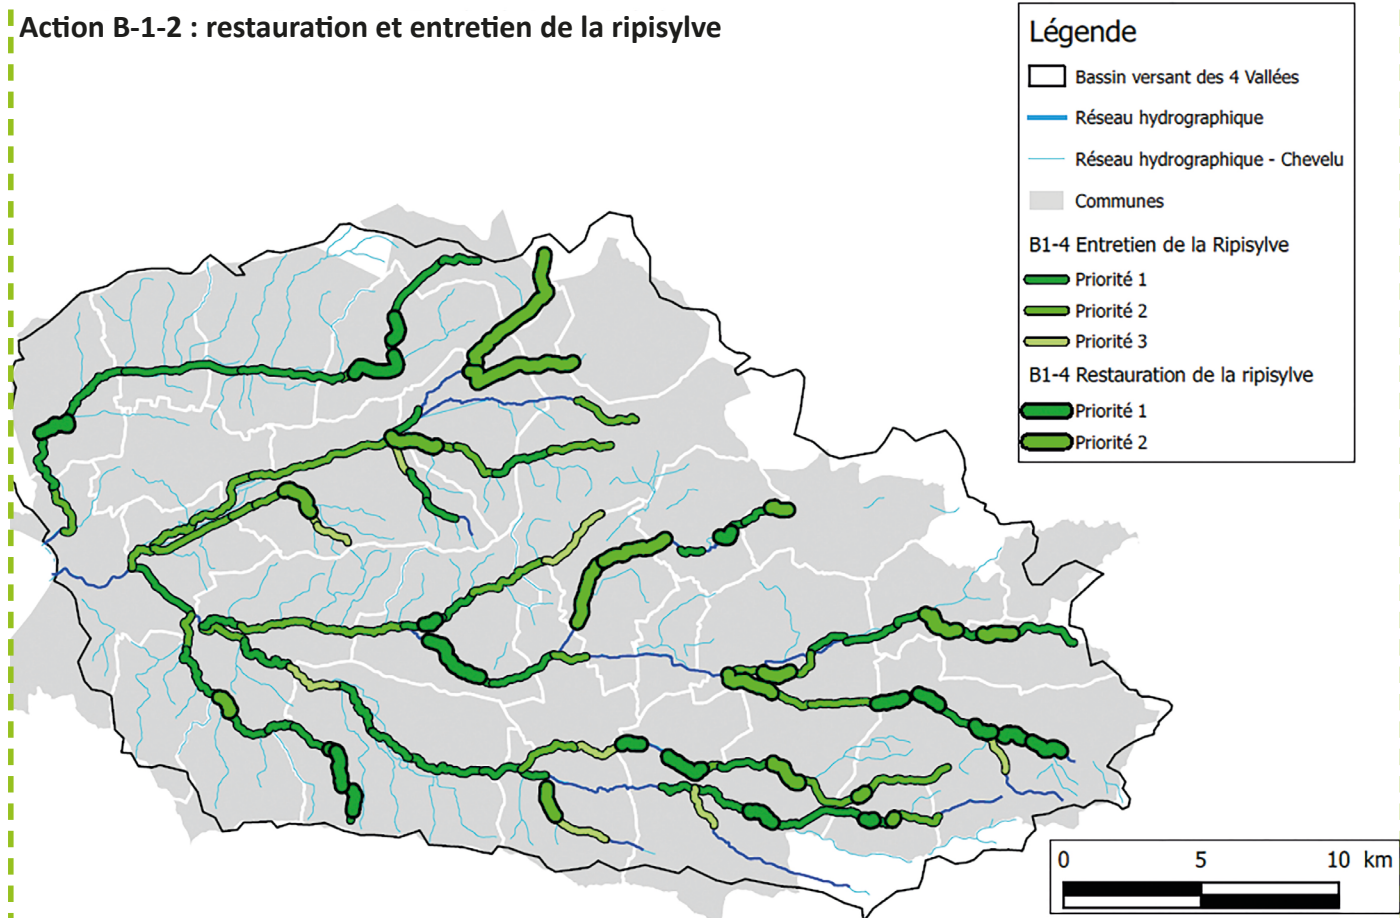 Action B-1-2 : restauration et entretien de la ripisylve
Légende
Bassin versant des 4 Vallées
Réseau hydrographique
Réseau hydrographique - Chevelu
Communes
B1-4 Entretien de la Ripisylve
Priorité 1
Priorité 2
Priorité 3
B1-4 Restauration de la ripisylve
Priorité 1
Priorité 2
0 5 10 km